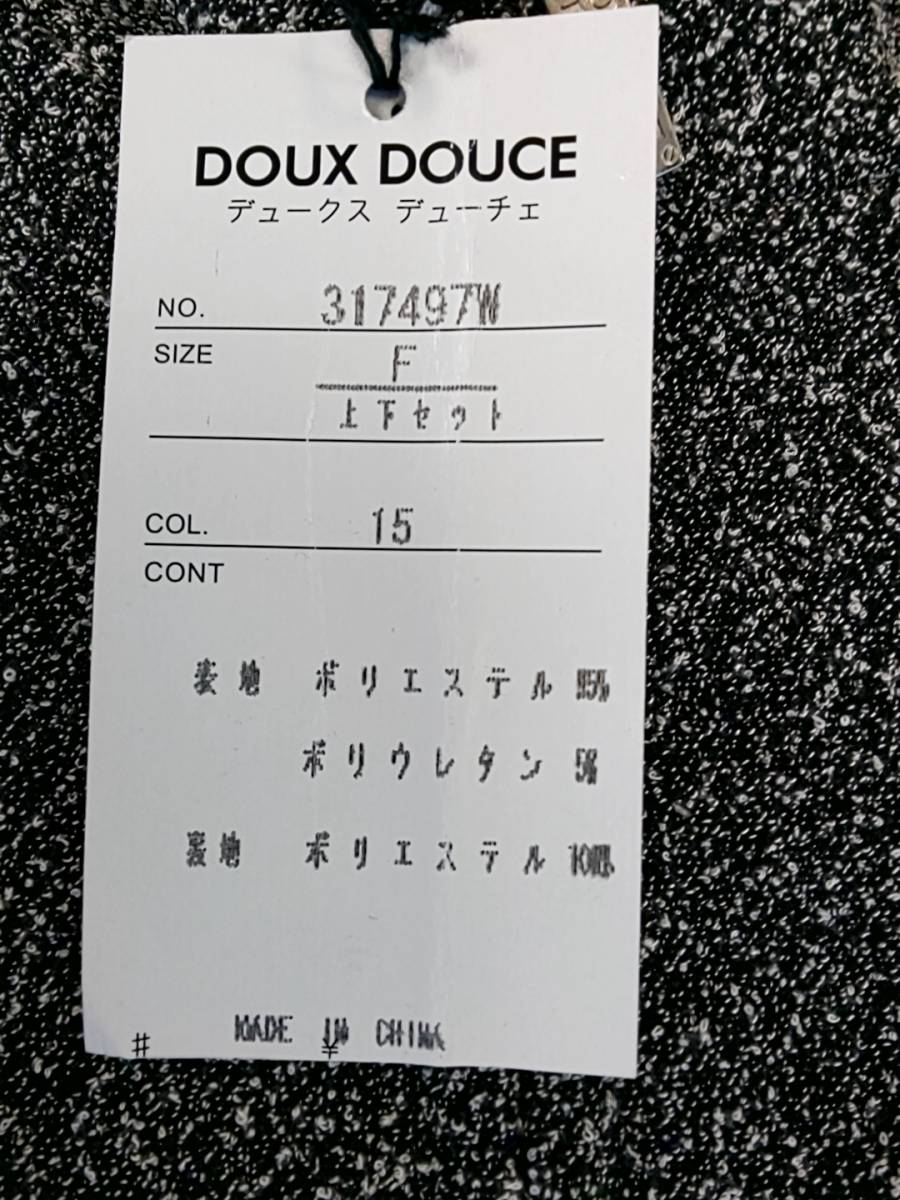 DOUX DOUCE
デュークス デューチェ
NO. 317497W
SIZE F
上下セット
COL. 15
CONT
表地 ポリエステル 95%
ポリウレタン 5%
裏地 ポリエステル 100%
MADE IN CHINA
# ¥